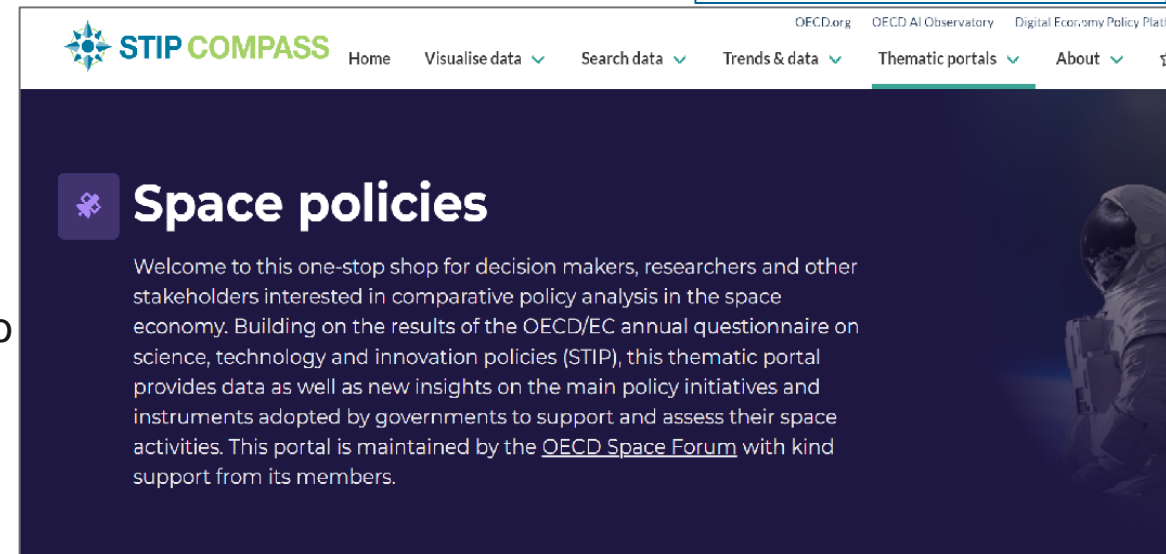 OECD.org OECD AI Observatory Digital Economy Policy
STIP COMPASS Home Visualise data Search data Trends & data Thematic portals About
Space policies
Welcome to this one-stop shop for decision makers, researchers and other
stakeholders interested in comparative policy analysis in the space
economy. Building on the results of the OECD/EC annual questionnaire on
science, technology and innovation policies (STIP), this thematic portal
provides data as well as new insights on the main policy initiatives and
instruments adopted by governments to support and assess their space
activities. This portal is maintained by the OECD Space Forum with kind
support from its members.